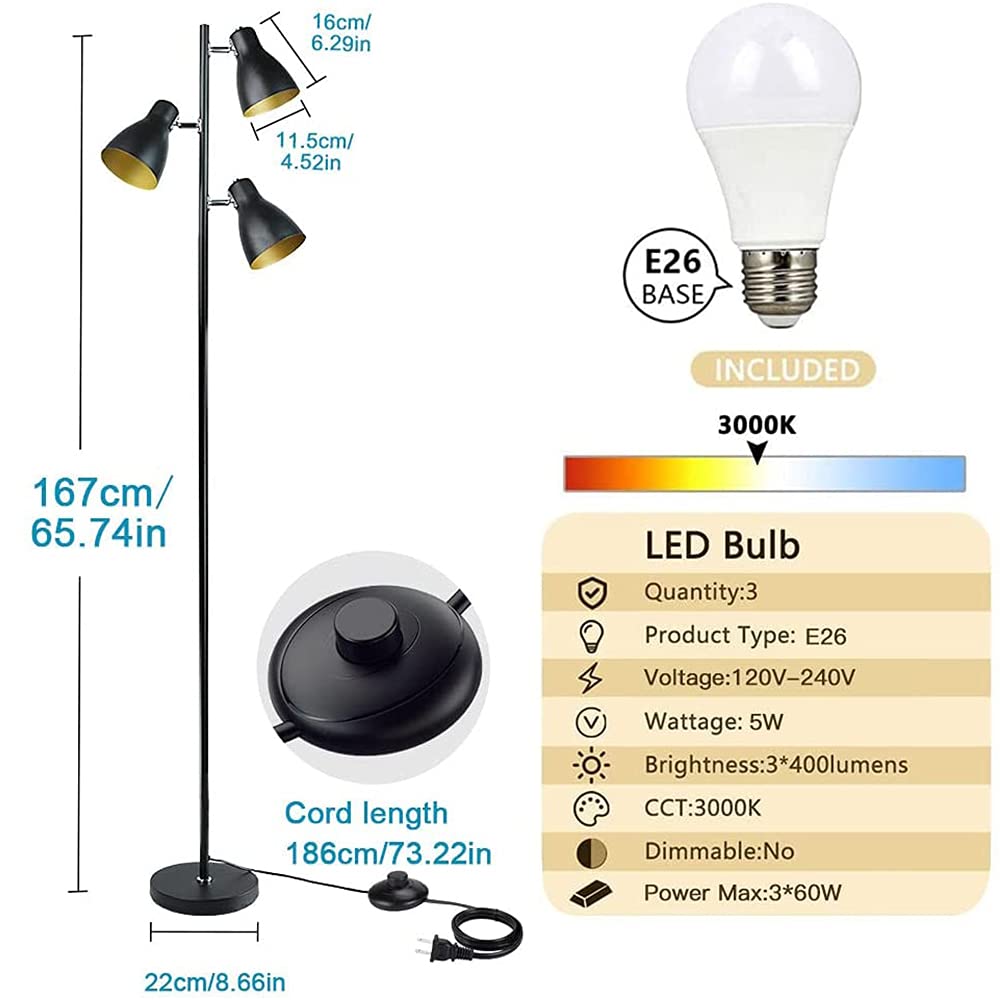 16cm/
6.29in
11.5cm/
4.52in
167cm/
65.74in
Cord length
186cm/73.22in
22cm/8.66in
E26
BASE
INCLUDED
3000K
LED Bulb
Quantity:3
Product Type: E26
Voltage:120V-240V
Wattage: 5W
Brightness:3*400lumens
CCT:3000K
Dimmable:No
Power Max:3*60W